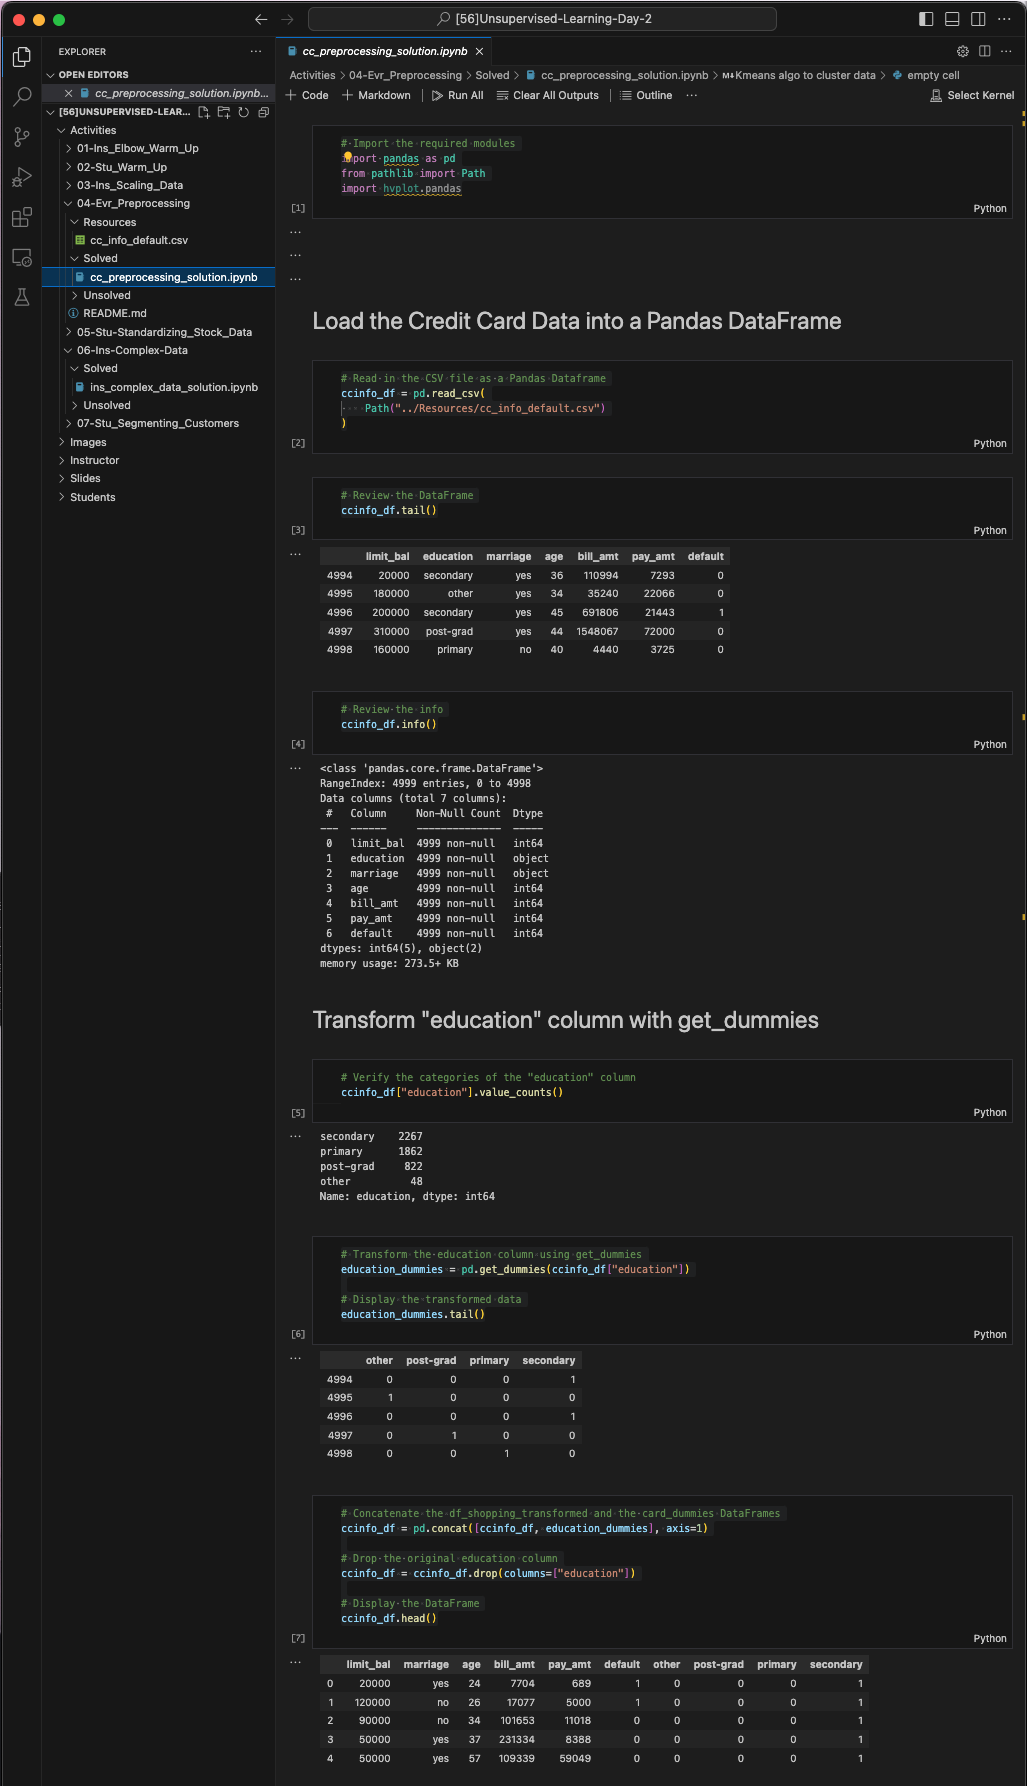 [56]Unsupervised-Learning-Day-2
EXPLORER
OPEN EDITORS
cc_preprocessing_solution.ipynb...
[56]UNSUPERVISED-LEAR...
Activities
01-Ins_Elbow_Warm_Up
02-Stu_Warm_Up
03-Ins_Scaling_Data
04-Evr_Preprocessing
Resources
cc_info_default.csv
Solved
cc_preprocessing_solution.ipynb
Unsolved
README.md
05-Stu-Standardizing_Stock_Data
06-Ins-Complex-Data
Solved
ins_complex_data_solution.ipynb
Unsolved
07-Stu_Segmenting_Customers
Images
Instructor
Slides
Students
cc_preprocessing_solution.ipynb
Activities > 04-Evr_Preprocessing > Solved > cc_preprocessing_solution.ipynb > M↓Kmeans algo to cluster data > empty cell
+ Code + Markdown Run All Clear All Outputs Outline ... Select Kernel
# Import the required modules
import pandas as pd
from pathlib import Path
import hvplot.pandas
[1] Python
...
...
...
Load the Credit Card Data into a Pandas DataFrame
# Read in the CSV file as a Pandas Dataframe
ccinfo_df = pd.read_csv(
    Path("../Resources/cc_info_default.csv")
)
[2] Python
# Review the DataFrame
ccinfo_df.tail()
[3] Python
...
limit_bal education marriage age bill_amt pay_amt default
4994 20000 secondary yes 36 110994 7293 0
4995 180000 other yes 34 35240 22066 0
4996 200000 secondary yes 45 691806 21443 1
4997 310000 post-grad yes 44 1548067 72000 0
4998 160000 primary no 40 4440 3725 0
# Review the info
ccinfo_df.info()
[4] Python
...
<class 'pandas.core.frame.DataFrame'>
RangeIndex: 4999 entries, 0 to 4998
Data columns (total 7 columns):
 #   Column     Non-Null Count  Dtype
---  ------     --------------  -----
 0   limit_bal  4999 non-null   int64
 1   education  4999 non-null   object
 2   marriage   4999 non-null   object
 3   age        4999 non-null   int64
 4   bill_amt   4999 non-null   int64
 5   pay_amt    4999 non-null   int64
 6   default    4999 non-null   int64
dtypes: int64(5), object(2)
memory usage: 273.5+ KB
Transform "education" column with get_dummies
# Verify the categories of the "education" column
ccinfo_df["education"].value_counts()
[5] Python
...
secondary    2267
primary      1862
post-grad     822
other          48
Name: education, dtype: int64
# Transform the education column using get_dummies
education_dummies = pd.get_dummies(ccinfo_df["education"])
# Display the transformed data
education_dummies.tail()
[6] Python
...
other post-grad primary secondary
4994 0 0 0 1
4995 1 0 0 0
4996 0 0 0 1
4997 0 1 0 0
4998 0 0 1 0
# Concatenate the df_shopping_transformed and the card_dummies DataFrames
ccinfo_df = pd.concat([ccinfo_df, education_dummies], axis=1)
# Drop the original education column
ccinfo_df = ccinfo_df.drop(columns=["education"])
# Display the DataFrame
ccinfo_df.head()
[7] Python
...
limit_bal marriage age bill_amt pay_amt default other post-grad primary secondary
0 20000 yes 24 7704 689 1 0 0 0 1
1 120000 no 26 17077 5000 1 0 0 0 1
2 90000 no 34 101653 11018 0 0 0 0 1
3 50000 yes 37 231334 8388 0 0 0 0 1
4 50000 yes 57 109339 59049 0 0 0 0 1